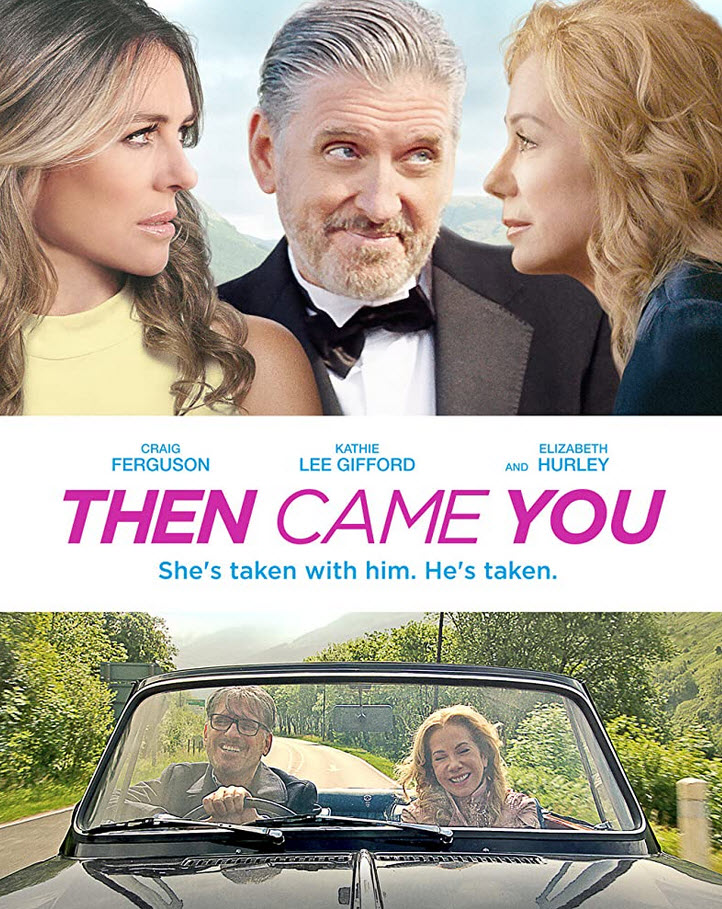 CRAIG KATHIE ELIZABETH
FERGUSON LEE GIFFORD AND HURLEY
THEN CAME YOU
She's taken with him. He's taken.